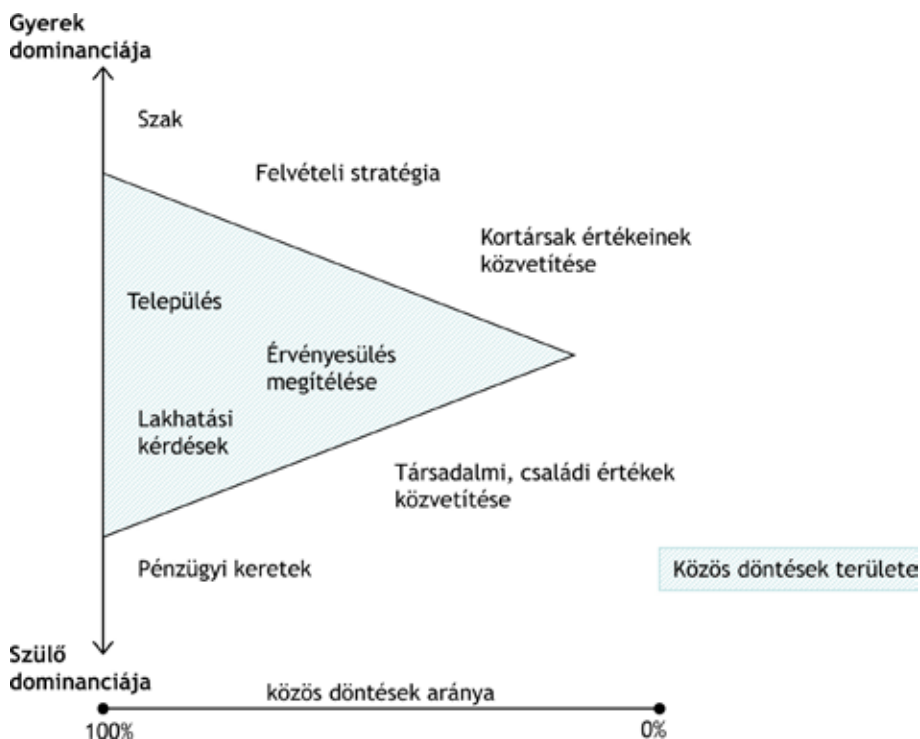 Gyerek
dominanciája
Szak
Felvételi stratégia
Kortársak értékeinek
közvetítése
Település
Érvényesülés
megítélése
Lakhatási
kérdések
Társadalmi, családi értékek
közvetítése
Pénzügyi keretek
Közös döntések területe
Szülő
dominanciája
közös döntések aránya
100%
0%